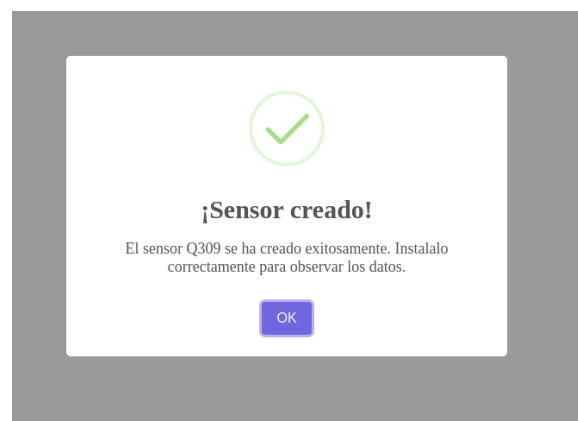 ¡Sensor creado!
El sensor Q309 se ha creado exitosamente. Instalalo
correctamente para observar los datos.
OK